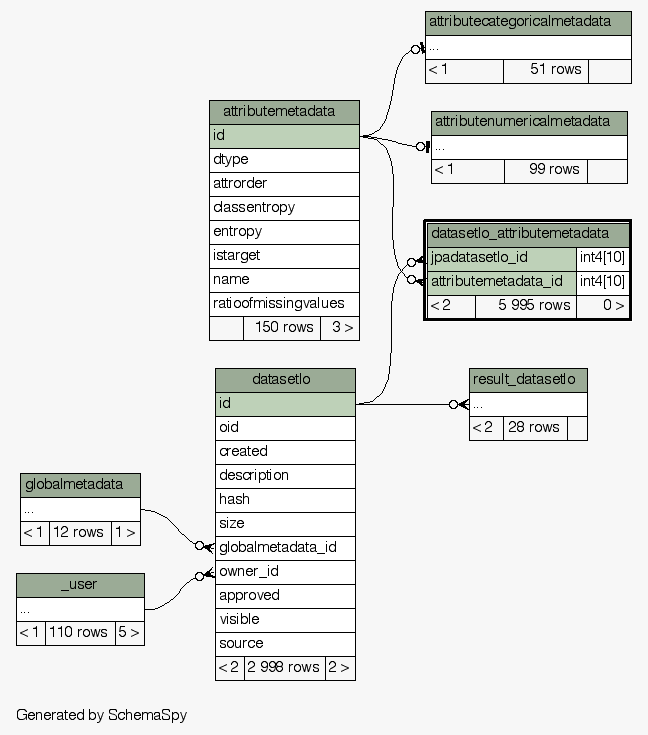 attributecategoricalmetadata
...
< 1 51 rows
attributemetadata
id
dtype
attrorder
classentropy
entropy
istarget
name
ratioofmissingvalues
150 rows 3 >
attributenumericalmetadata
...
< 1 99 rows
datasetlo_attributemetadata
jpadatasetlo_id int4[10]
attributemetadata_id int4[10]
< 2 5 995 rows 0 >
datasetlo
id
oid
created
description
hash
size
globalmetadata_id
owner_id
approved
visible
source
< 2 2 998 rows 2 >
result_datasetlo
...
< 2 28 rows
globalmetadata
...
< 1 12 rows 1 >
_user
...
< 1 110 rows 5 >
Generated by SchemaSpy